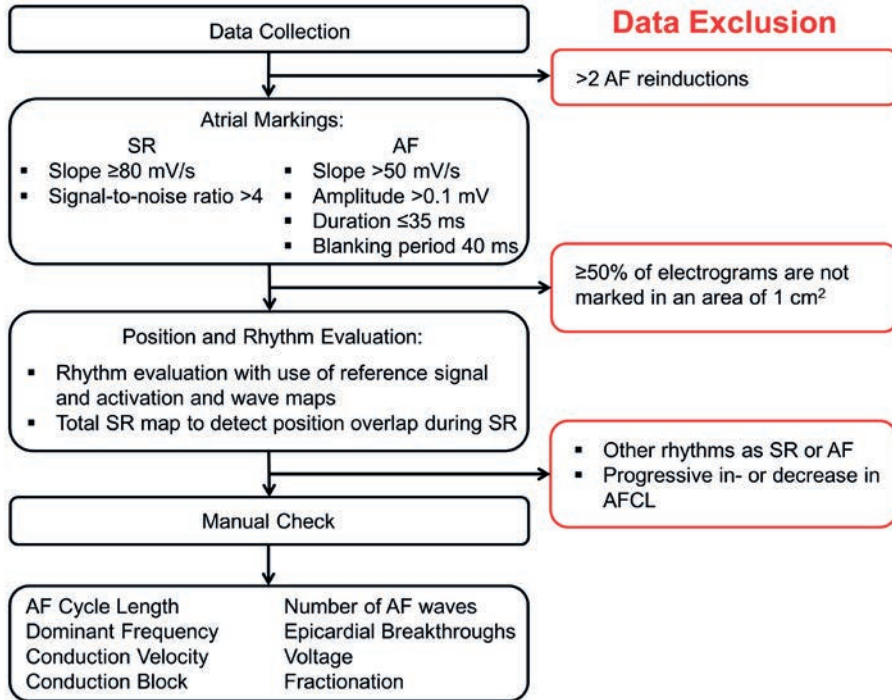 Data Collection
Data Exclusion
>2 AF reinductions
Atrial Markings:
SR
▪ Slope ≥80 mV/s
▪ Signal-to-noise ratio >4
AF
▪ Slope >50 mV/s
▪ Amplitude >0.1 mV
▪ Duration ≤35 ms
▪ Blanking period 40 ms
≥50% of electrograms are not
marked in an area of 1 cm²
Position and Rhythm Evaluation:
▪ Rhythm evaluation with use of reference signal
and activation and wave maps
▪ Total SR map to detect position overlap during SR
▪ Other rhythms as SR or AF
▪ Progressive in- or decrease in
AFCL
Manual Check
AF Cycle Length
Dominant Frequency
Conduction Velocity
Conduction Block
Number of AF waves
Epicardial Breakthroughs
Voltage
Fractionation